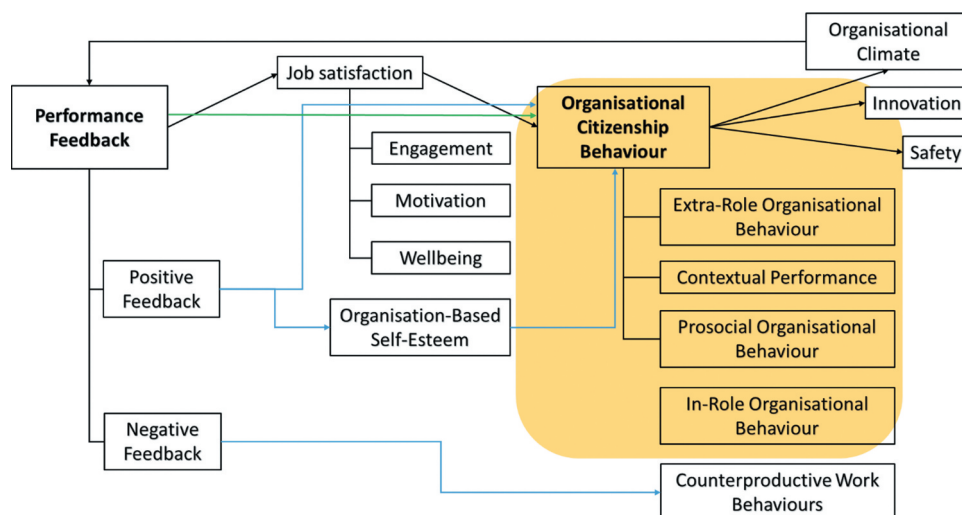 Organisational
Climate
Job satisfaction
Performance
Feedback
Organisational
Citizenship
Behaviour
Innovation
Safety
Engagement
Motivation
Wellbeing
Extra-Role Organisational
Behaviour
Contextual Performance
Positive
Feedback
Organisation-Based
Self-Esteem
Prosocial Organisational
Behaviour
In-Role Organisational
Behaviour
Negative
Feedback
Counterproductive Work
Behaviours